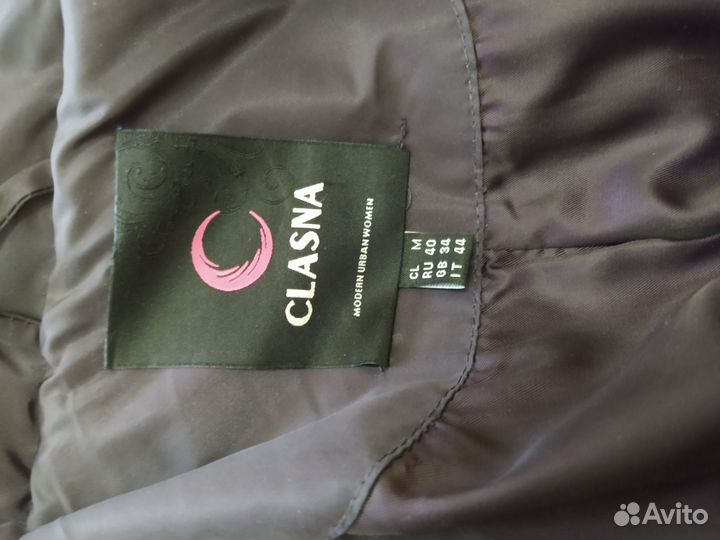 CLASNA
MODERN URBAN WOMEN
CL M
RU 40
GB 34
IT 44
Avito